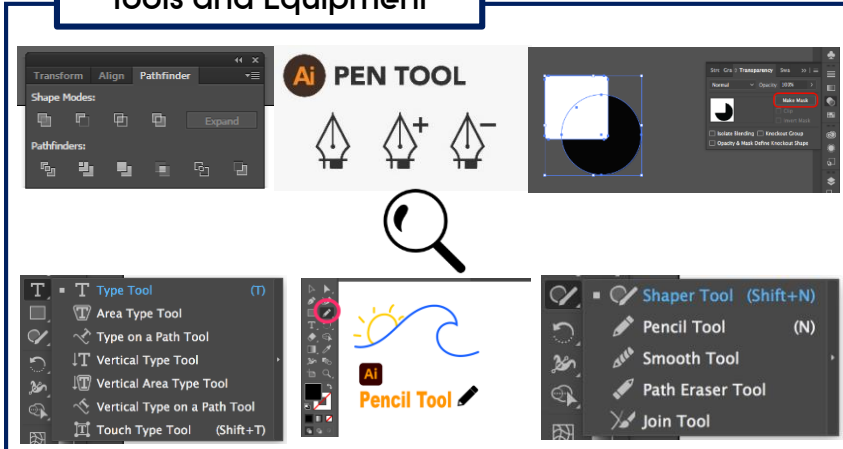 Tools and Equipment
Transform Align Pathfinder
Shape Modes:
Expand
Pathfinders:
Ai PEN TOOL
Transparency
Normal Opacity: 100%
Make Mask
Clip
Invert Mask
Isolate Blending Knockout Group
Opacity & Mask Define Knockout Shape
T Type Tool (T)
Area Type Tool
Type on a Path Tool
Vertical Type Tool
Vertical Area Type Tool
Vertical Type on a Path Tool
Touch Type Tool (Shift+T)
Ai
Pencil Tool
Shaper Tool (Shift+N)
Pencil Tool (N)
Smooth Tool
Path Eraser Tool
Join Tool